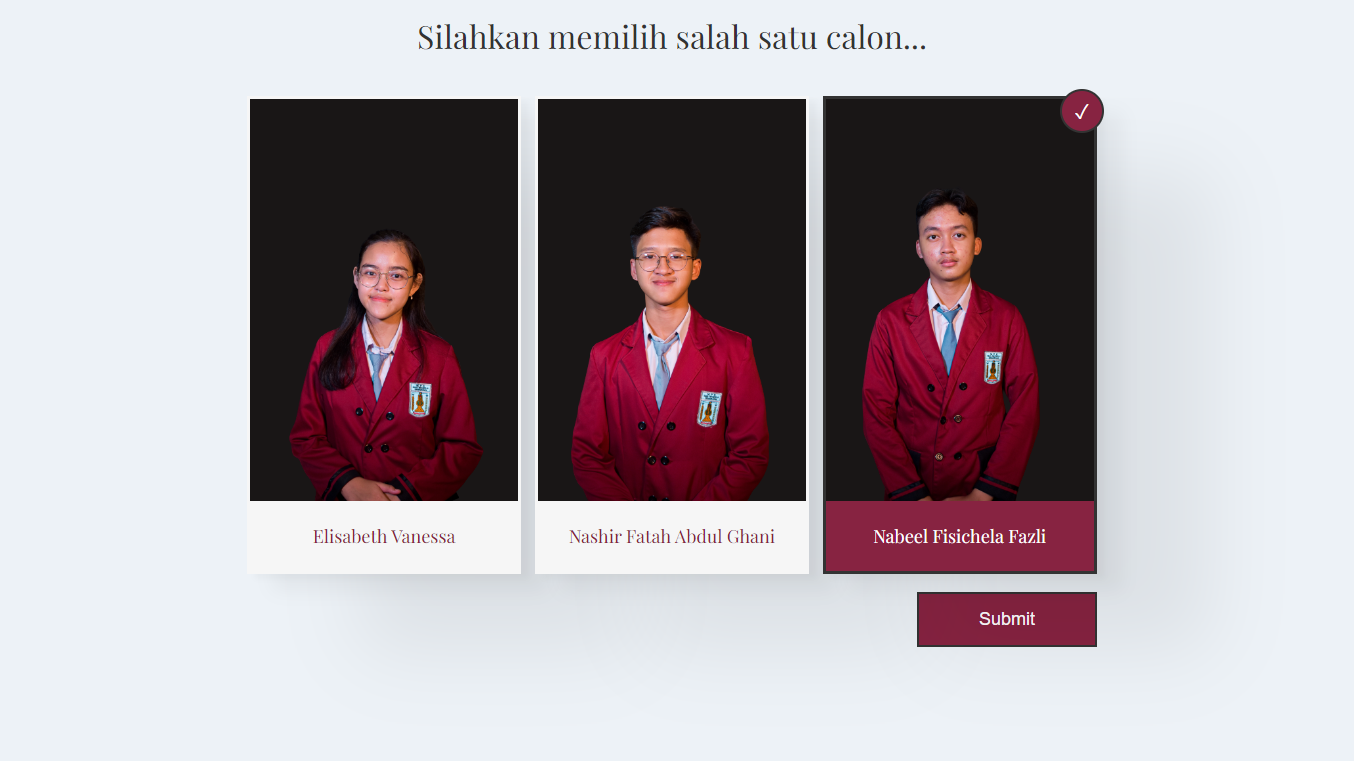 Silahkan memilih salah satu calon...
✓
Elisabeth Vanessa
Nashir Fatah Abdul Ghani
Nabeel Fisichela Fazli
Submit